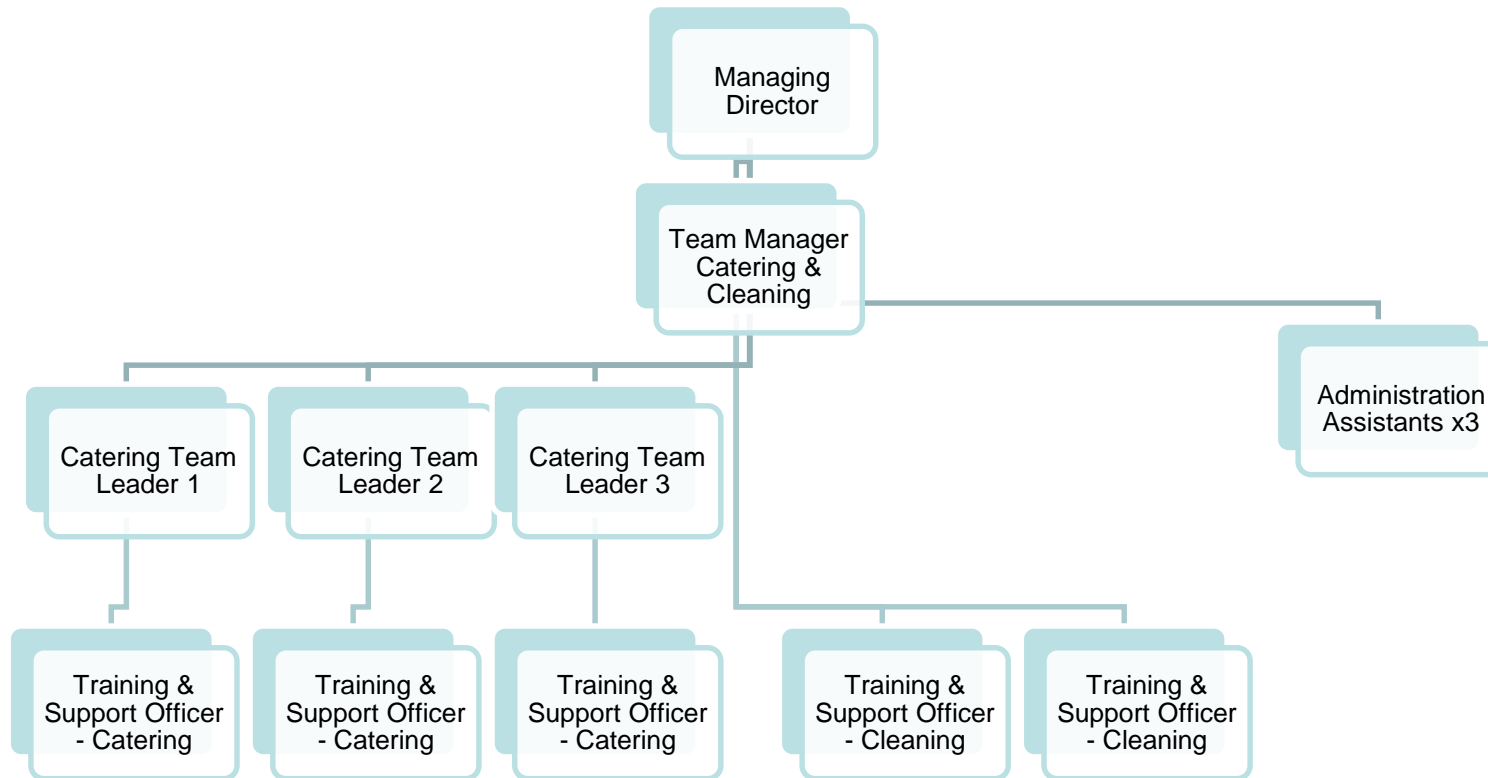 Managing
Director
Team Manager
Catering &
Cleaning
Administration
Assistants x3
Catering Team
Leader 1
Catering Team
Leader 2
Catering Team
Leader 3
Training &
Support Officer
- Catering
Training &
Support Officer
- Catering
Training &
Support Officer
- Catering
Training &
Support Officer
- Cleaning
Training &
Support Officer
- Cleaning